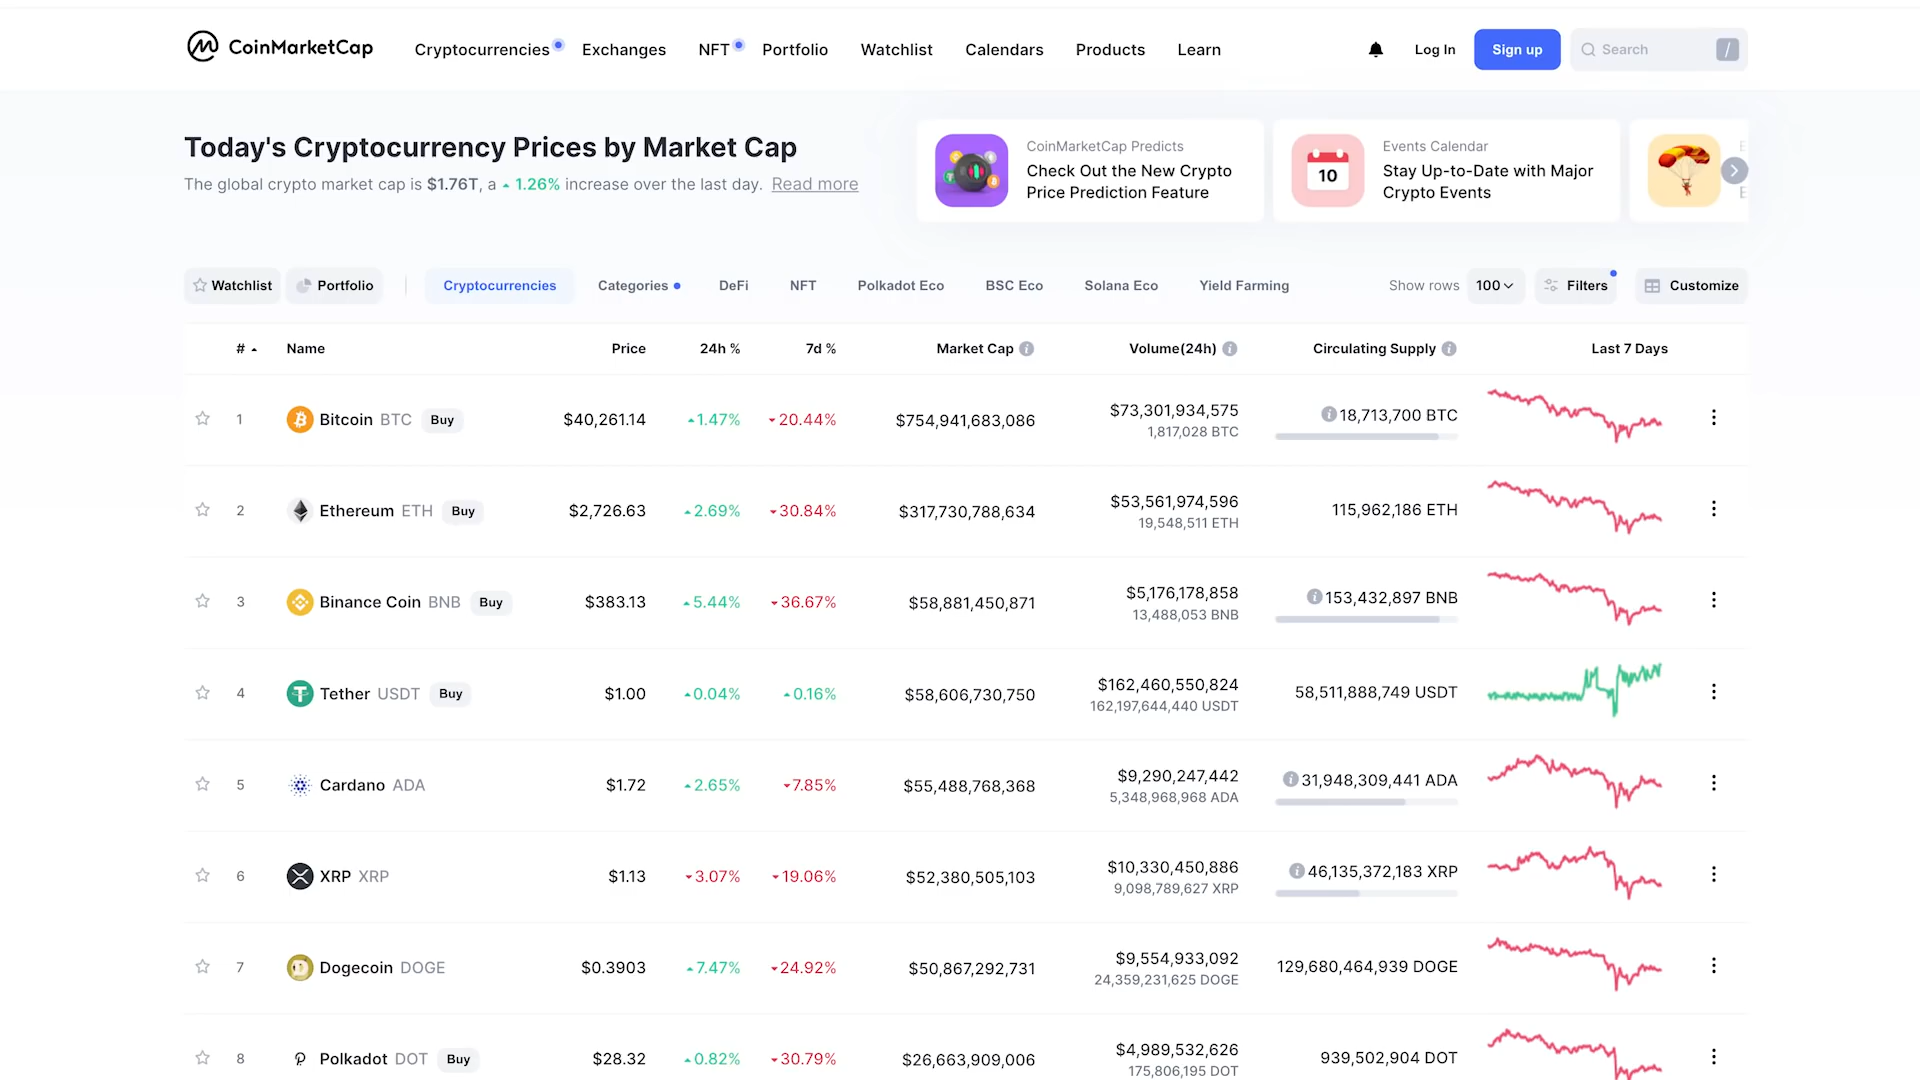 CoinMarketCap Cryptocurrencies Exchanges NFT Portfolio Watchlist Calendars Products Learn Log In Sign up Search /
Today's Cryptocurrency Prices by Market Cap
The global crypto market cap is $1.76T, a 1.26% increase over the last day. Read more
CoinMarketCap Predicts
Check Out the New Crypto
Price Prediction Feature
10
Events Calendar
Stay Up-to-Date with Major
Crypto Events
Watchlist Portfolio Cryptocurrencies Categories DeFi NFT Polkadot Eco BSC Eco Solana Eco Yield Farming Show rows 100 Filters Customize
# Name Price 24h % 7d % Market Cap Volume(24h) Circulating Supply Last 7 Days
1 Bitcoin BTC Buy $40,261.14 1.47% 20.44% $754,941,683,086 $73,301,934,575 18,713,700 BTC
1,817,028 BTC
2 Ethereum ETH Buy $2,726.63 2.69% 30.84% $317,730,788,634 $53,561,974,596 115,962,186 ETH
19,548,511 ETH
3 Binance Coin BNB Buy $383.13 5.44% 36.67% $58,881,450,871 $5,176,178,858 153,432,897 BNB
13,488,053 BNB
4 Tether USDT Buy $1.00 0.04% 0.16% $58,606,730,750 $162,460,550,824 58,511,888,749 USDT
162,197,644,440 USDT
5 Cardano ADA $1.72 2.65% 7.85% $55,488,768,368 $9,290,247,442 31,948,309,441 ADA
5,348,968,968 ADA
6 XRP XRP $1.13 3.07% 19.06% $52,380,505,103 $10,330,450,886 46,135,372,183 XRP
9,098,789,627 XRP
7 Dogecoin DOGE $0.3903 7.47% 24.92% $50,867,292,731 $9,554,933,092 129,680,464,939 DOGE
24,359,231,625 DOGE
8 Polkadot DOT Buy $28.32 0.82% 30.79% $26,663,909,006 $4,989,532,626 939,502,904 DOT
175,806,195 DOT